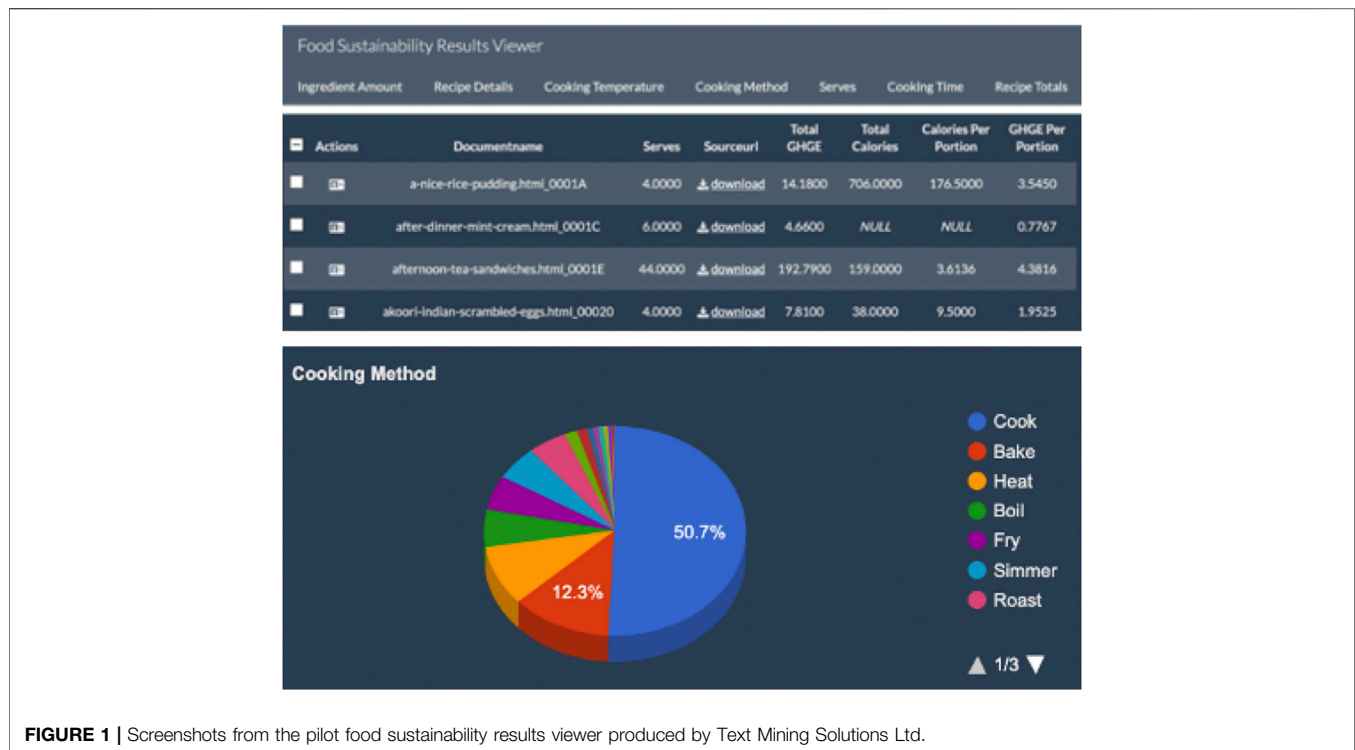 Food Sustainability Results Viewer
Ingredient Amount Recipe Details Cooking Temperature Cooking Method Serves Cooking Time Recipe Totals
Actions Documentname Serves Sourceurl Total GHGE Total Calories Calories Per Portion GHGE Per Portion
a-nice-rice-pudding.html_0001A 4.0000 download 14.1800 706.0000 176.5000 3.5450
after-dinner-mint-cream.html_0001C 6.0000 download 4.6600 NULL NULL 0.7767
afternoon-tea-sandwiches.html_0001E 44.0000 download 192.7900 159.0000 3.6136 4.3816
akoori-indian-scrambled-eggs.html_00020 4.0000 download 7.8100 38.0000 9.5000 1.9525
Cooking Method
50.7%
12.3%
Cook
Bake
Heat
Boil
Fry
Simmer
Roast
1/3
FIGURE 1 | Screenshots from the pilot food sustainability results viewer produced by Text Mining Solutions Ltd.